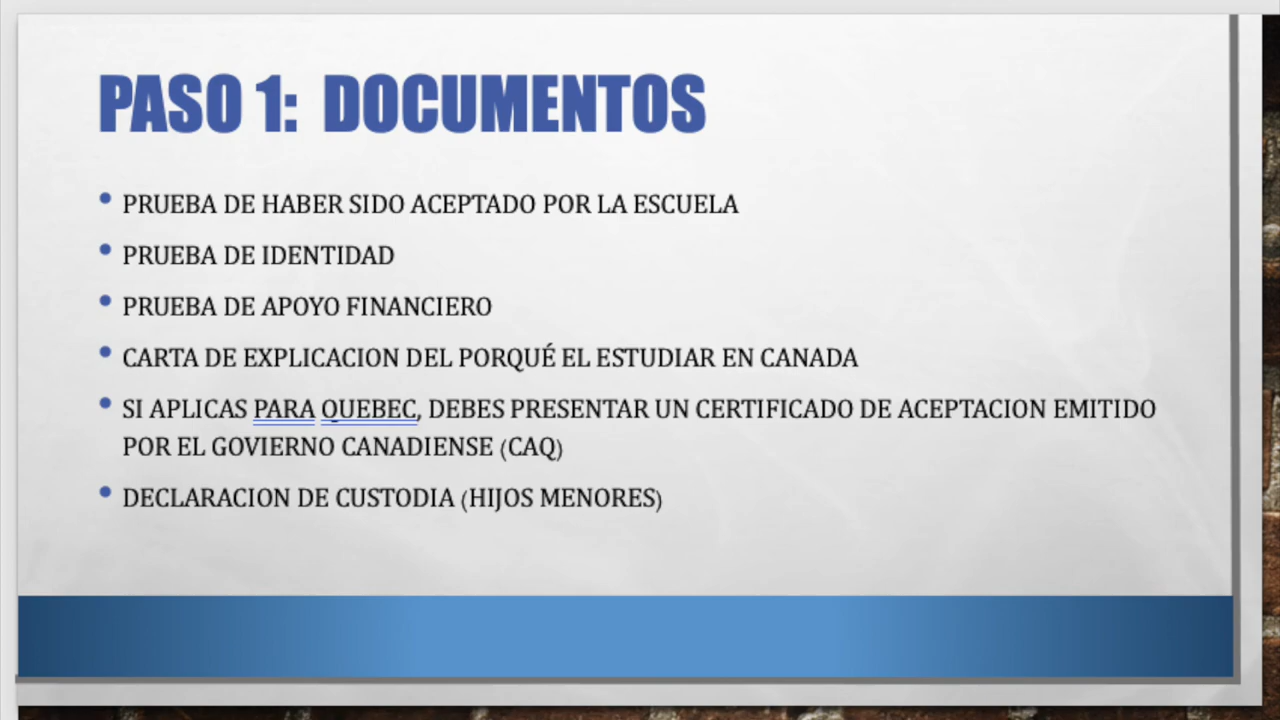 PASO 1: DOCUMENTOS
• PRUEBA DE HABER SIDO ACEPTADO POR LA ESCUELA
• PRUEBA DE IDENTIDAD
• PRUEBA DE APOYO FINANCIERO
• CARTA DE EXPLICACION DEL PORQUÉ EL ESTUDIAR EN CANADA
• SI APLICAS PARA QUEBEC, DEBES PRESENTAR UN CERTIFICADO DE ACEPTACION EMITIDO
POR EL GOVIERNO CANADIENSE (CAQ)
• DECLARACION DE CUSTODIA (HIJOS MENORES)